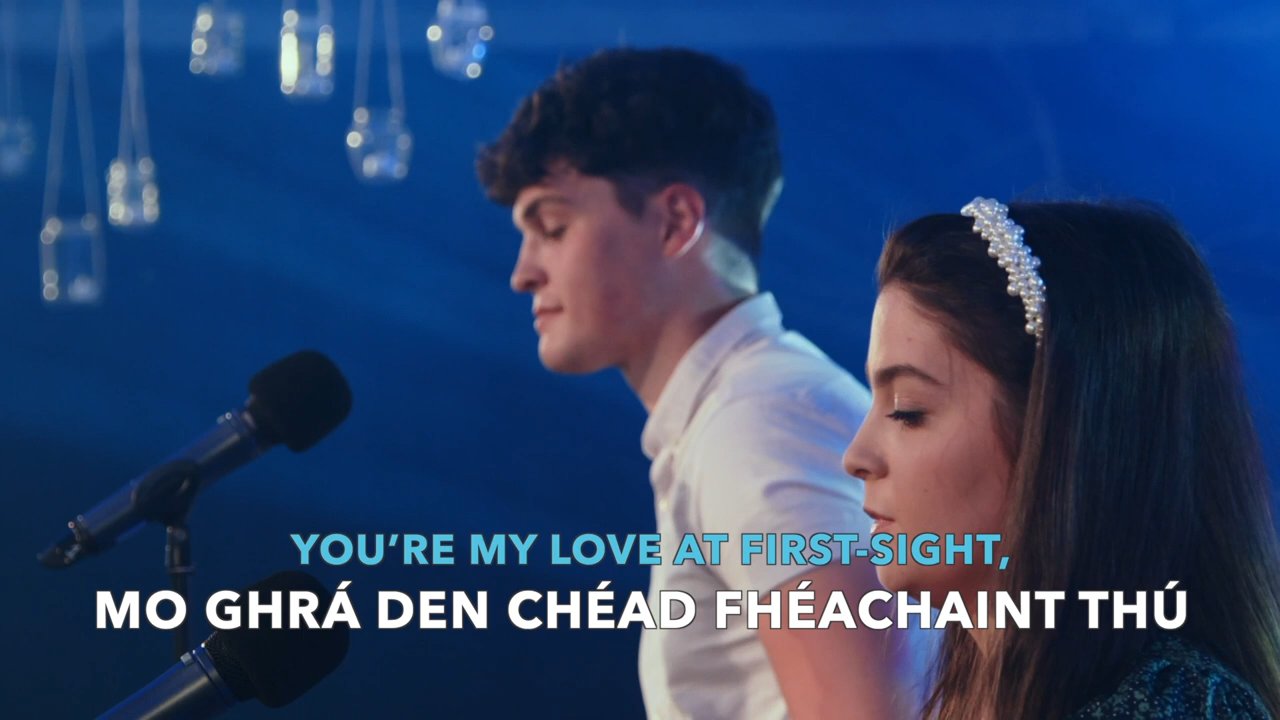 YOU’RE MY LOVE AT FIRST-SIGHT,
MO GHRÁ DEN CHÉAD FHÉACHAINT THÚ